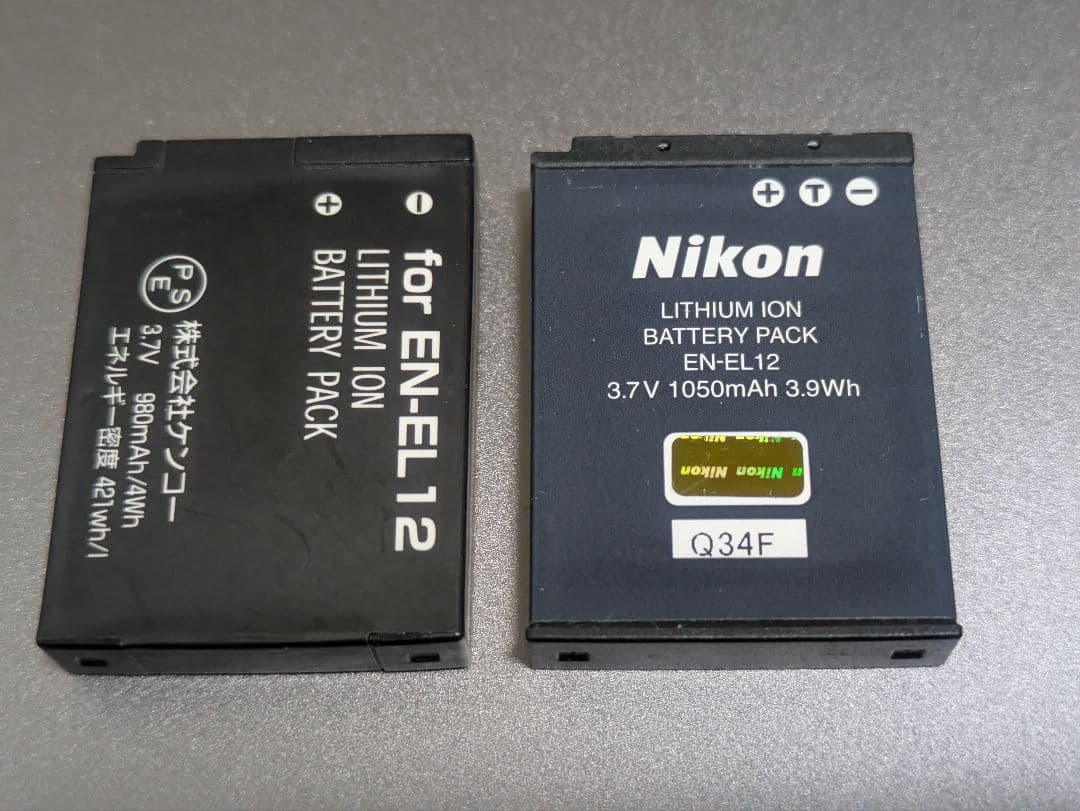 for EN-EL12
LITHIUM ION
BATTERY PACK
PSE
株式会社ケンコー
3.7V 980mAh/4Wh
エネルギー密度 421wh/l
T
Nikon
LITHIUM ION
BATTERY PACK
EN-EL12
3.7V 1050mAh 3.9Wh
Nikon Nikon Nikon
Q34F